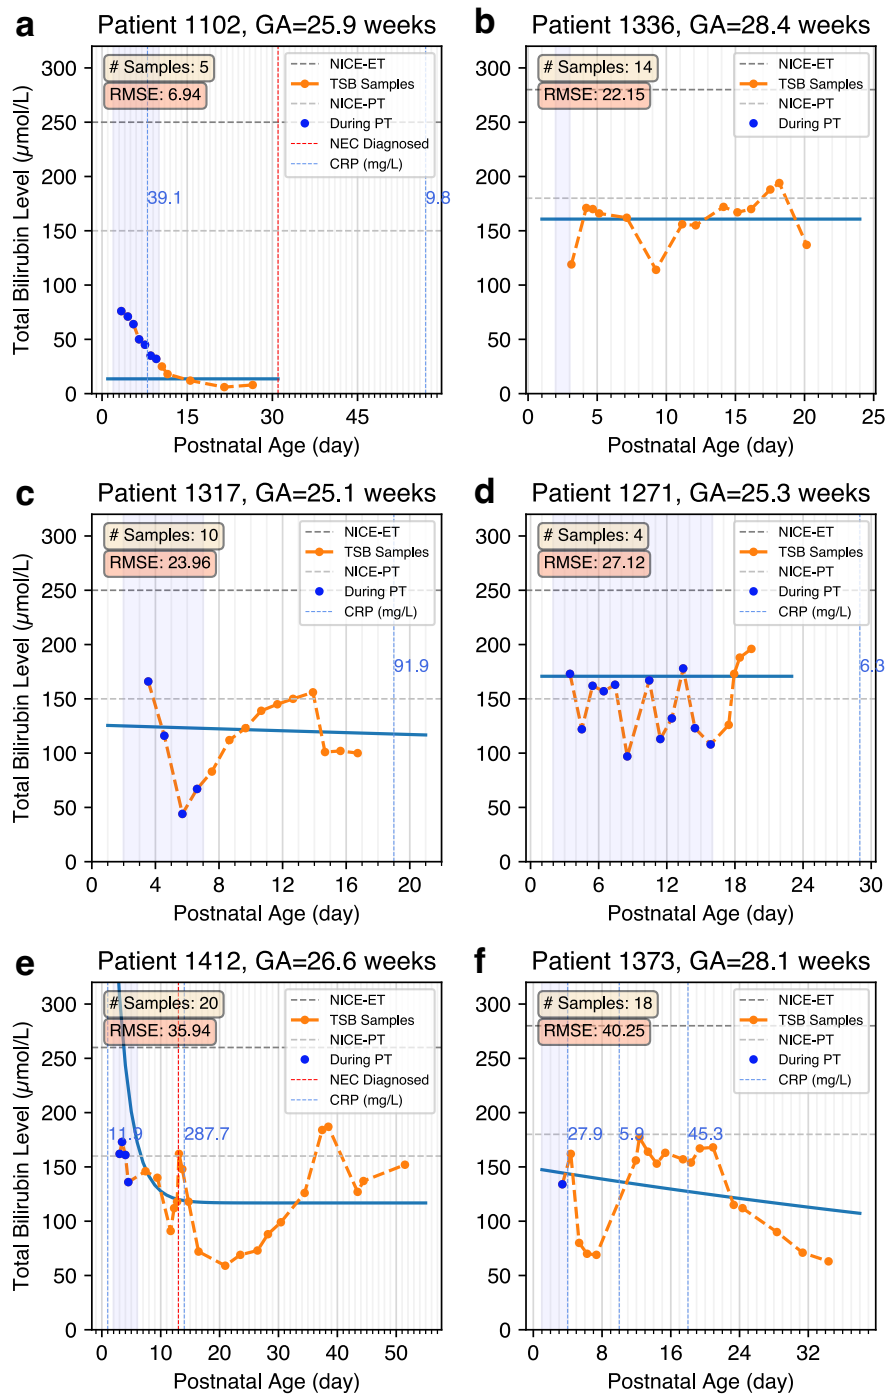 a
Patient 1102, GA=25.9 weeks
# Samples: 5
RMSE: 6.94
NICE-ET
TSB Samples
NICE-PT
During PT
NEC Diagnosed
CRP (mg/L)
39.1
9.8
Total Bilirubin Level (μmol/L)
300
250
200
150
100
50
0
0 15 30 45
Postnatal Age (day)
b
Patient 1336, GA=28.4 weeks
# Samples: 14
RMSE: 22.15
NICE-ET
TSB Samples
NICE-PT
During PT
300
250
200
150
100
50
0
5 10 15 20 25
Postnatal Age (day)
c
Patient 1317, GA=25.1 weeks
# Samples: 10
RMSE: 23.96
NICE-ET
TSB Samples
NICE-PT
During PT
CRP (mg/L)
91.9
Total Bilirubin Level (μmol/L)
300
250
200
150
100
50
0
0 4 8 12 16 20
Postnatal Age (day)
d
Patient 1271, GA=25.3 weeks
# Samples: 4
RMSE: 27.12
NICE-ET
TSB Samples
NICE-PT
During PT
CRP (mg/L)
6.3
300
250
200
150
100
50
0
0 6 12 18 24 30
Postnatal Age (day)
e
Patient 1412, GA=26.6 weeks
# Samples: 20
RMSE: 35.94
NICE-ET
TSB Samples
NICE-PT
During PT
NEC Diagnosed
CRP (mg/L)
11.9
287.7
Total Bilirubin Level (μmol/L)
300
250
200
150
100
50
0
0 10 20 30 40 50
Postnatal Age (day)
f
Patient 1373, GA=28.1 weeks
# Samples: 18
RMSE: 40.25
NICE-ET
TSB Samples
NICE-PT
During PT
CRP (mg/L)
27.9
5.9
45.3
300
250
200
150
100
50
0
0 8 16 24 32
Postnatal Age (day)